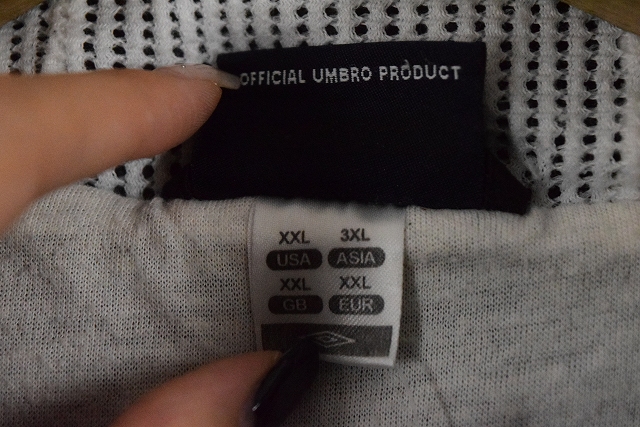 OFFICIAL UMBRO PRODUCT
XXL 3XL
USA ASIA
XXL XXL
GB EUR